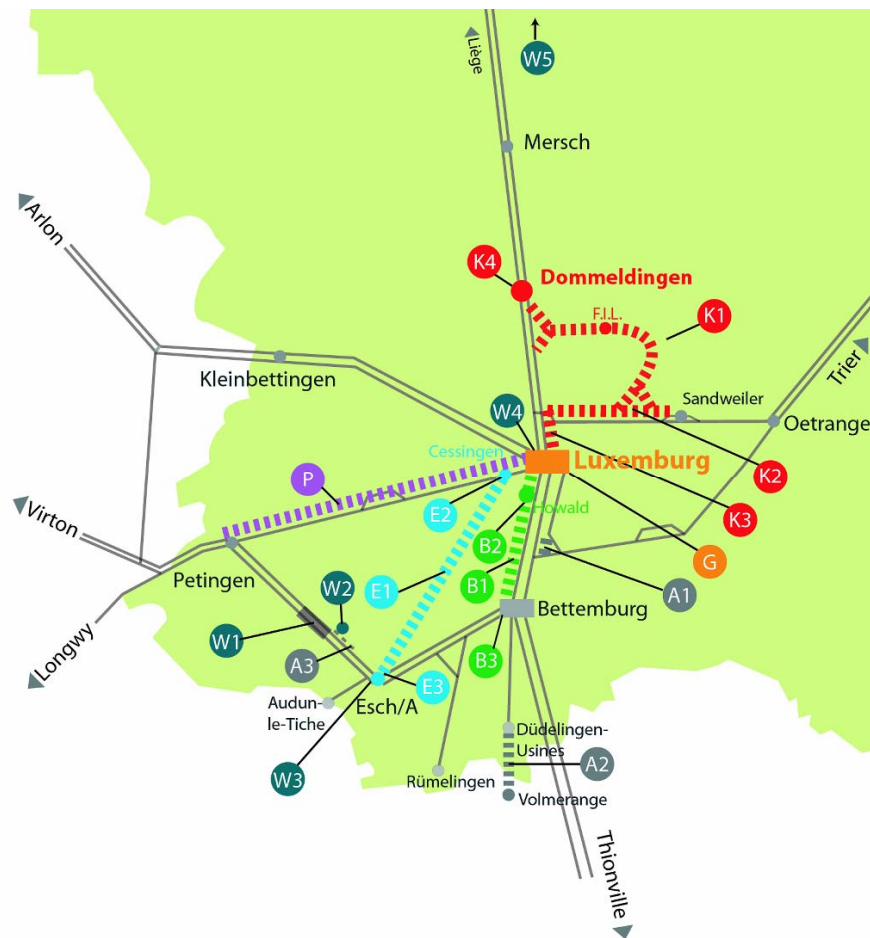 Liège
W5
Mersch
Arlon
K4
Dommeldingen
F.I.L.
K1
Trier
Kleinbettingen
W4
Sandweiler
Oetrange
Cessingen
Luxemburg
K2
P
E2
Howald
K3
Virton
B2
G
Petingen
E1
B1
A1
W2
Bettemburg
W1
Longwy
A3
B3
E3
Audun-
le-Tiche
Esch/A
Düdelingen-
Usines
A2
W3
Rümelingen
Volmerange
Thionville